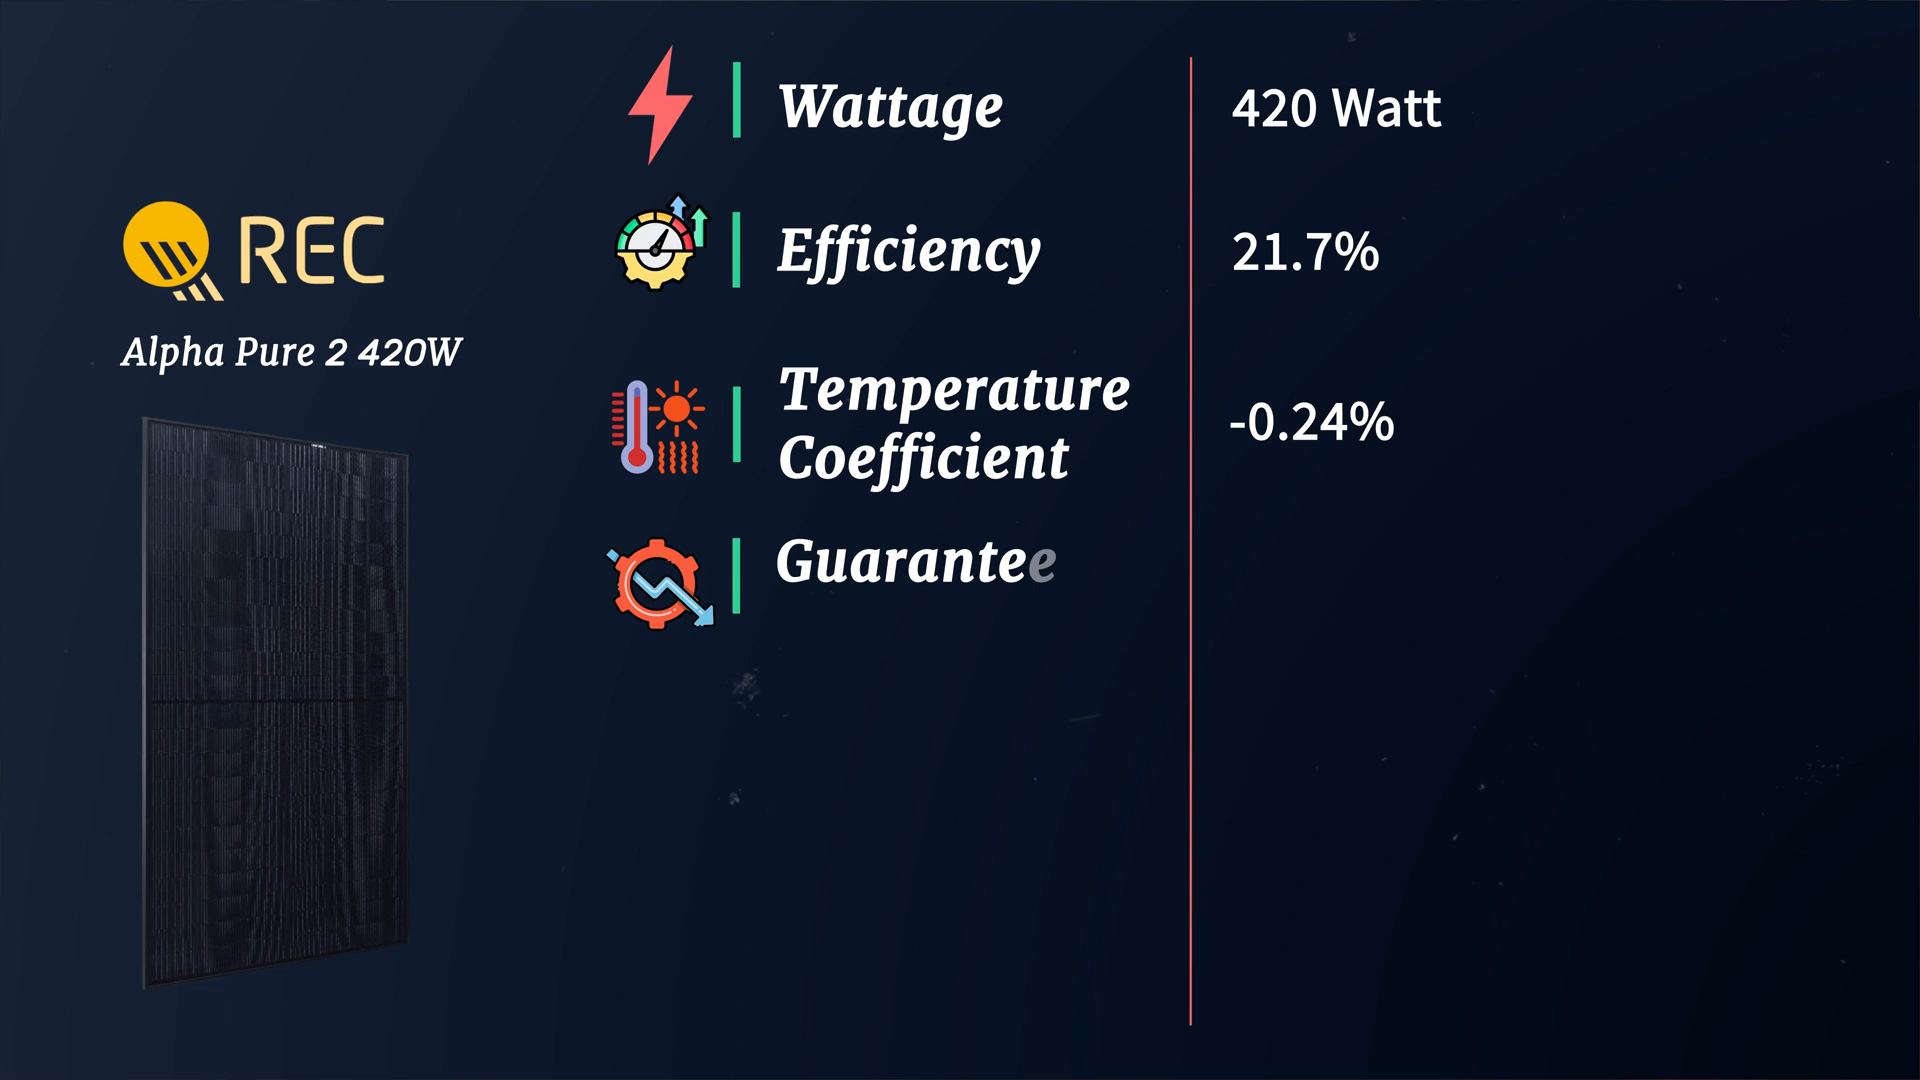 REC
Alpha Pure 2 420W
Wattage
420 Watt
Efficiency
21.7%
Temperature
Coefficient
-0.24%
Guarantee